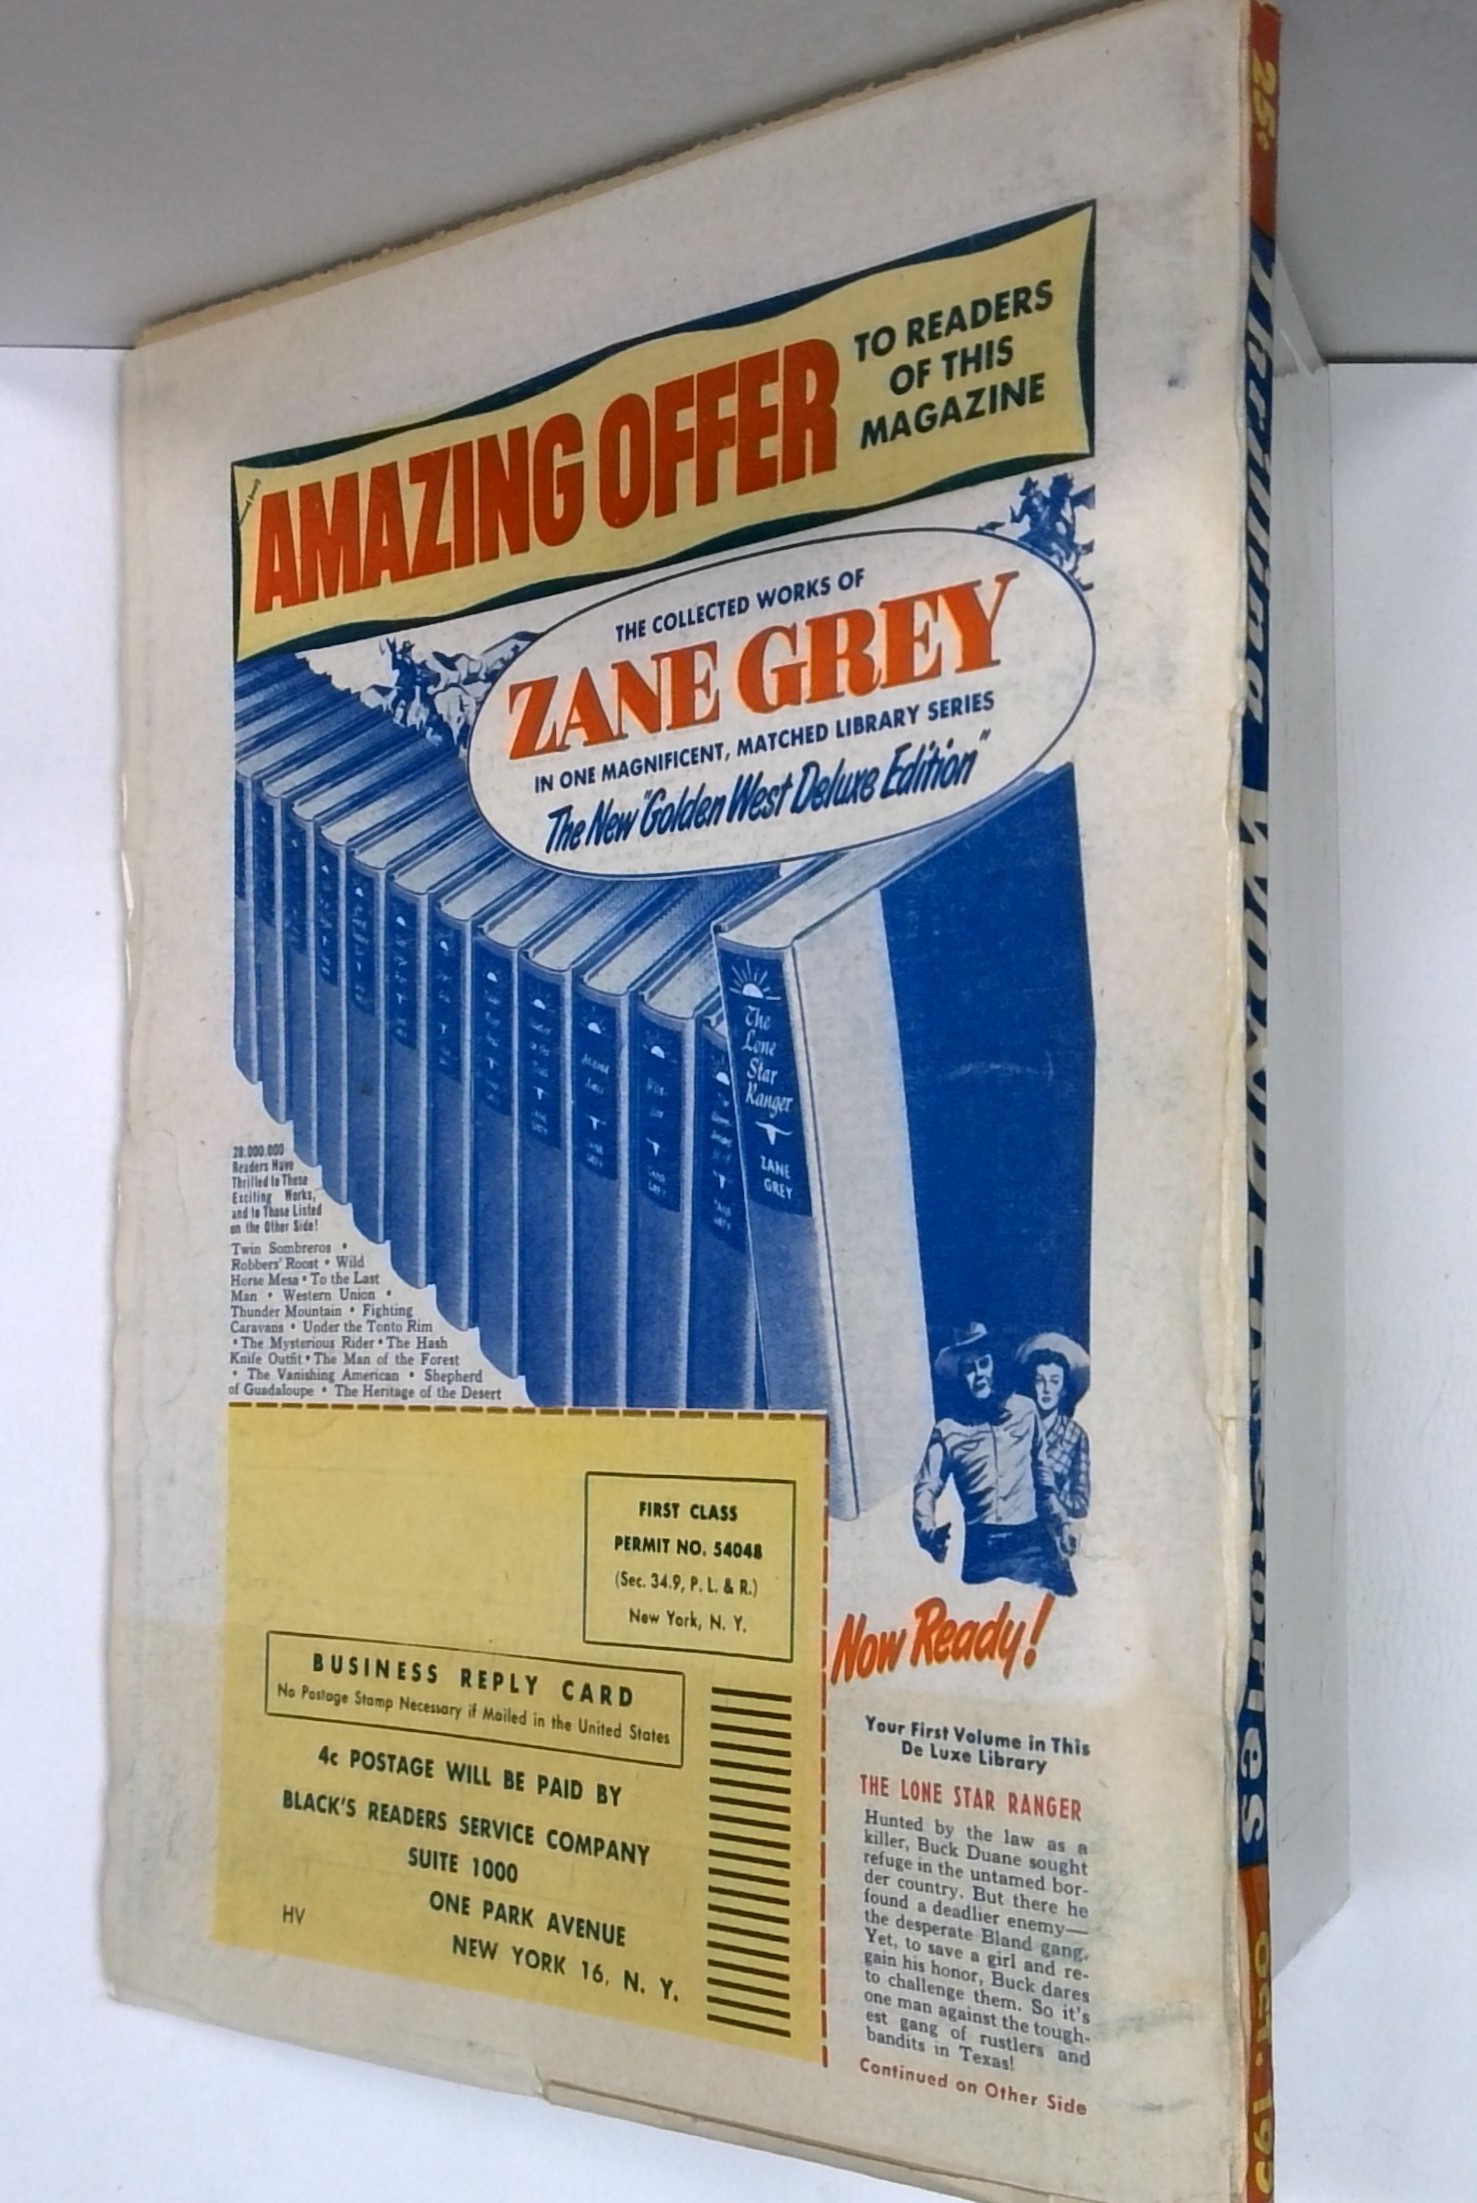 AMAZING OFFER
TO READERS
OF THIS
MAGAZINE
THE COLLECTED WORKS OF
ZANE GREY
IN ONE MAGNIFICENT, MATCHED LIBRARY SERIES
The New "Golden West Deluxe Edition"
The
Lone
Star
Ranger
ZANE
GREY
28,000,000
Readers Have
Thrilled to These
Exciting Works,
and to Those Listed
on the Other Side!
Twin Sombreros •
Robbers' Roost • Wild
Horse Mesa • To the Last
Man • Western Union •
Thunder Mountain • Fighting
Caravans • Under the Tonto Rim
• The Mysterious Rider • The Hash
Knife Outfit • The Man of the Forest
• The Vanishing American • Shepherd
of Guadaloupe • The Heritage of the Desert
FIRST CLASS
PERMIT NO. 54048
(Sec. 34.9, P. L. & R.)
New York, N. Y.
BUSINESS REPLY CARD
No Postage Stamp Necessary if Mailed in the United States
4c POSTAGE WILL BE PAID BY
BLACK'S READERS SERVICE COMPANY
SUITE 1000
ONE PARK AVENUE
NEW YORK 16, N. Y.
HV
Now Ready!
Your First Volume in This
De Luxe Library
THE LONE STAR RANGER
Hunted by the law as a
killer, Buck Duane sought
refuge in the untamed bor-
der country. But there he
found a deadlier enemy—
the desperate Bland gang.
Yet, to save a girl and re-
gain his honor, Buck dares
to challenge them. So it's
one man against the tough-
est gang of rustlers and
bandits in Texas!
Continued on Other Side
25¢
Thrilling
OCT. 195